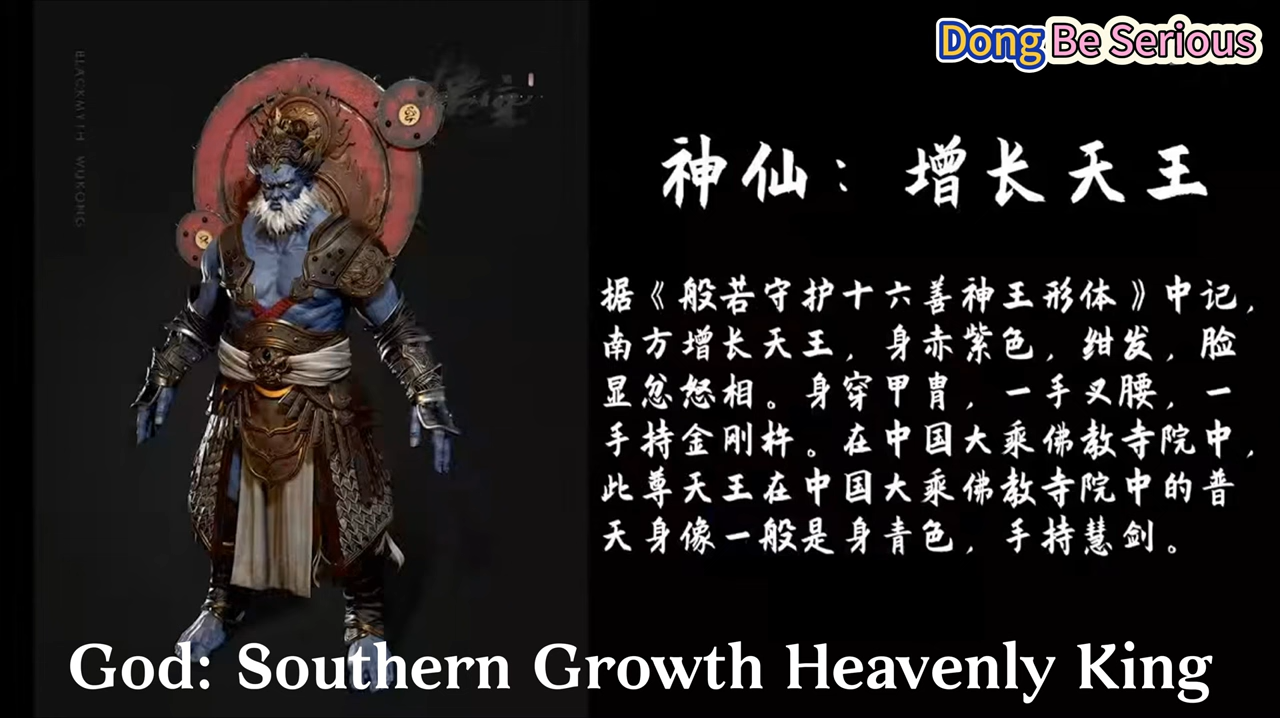 Dong Be Serious
BLACKMYTH WUKONG
神仙：增长天王
据《般若守护十六善神王形体》中记，
南方增长天王，身赤紫色，绀发，脸
显忿怒相。身穿甲胄，一手叉腰，一
手持金刚杵。在中国大乘佛教寺院中，
此尊天王在中国大乘佛教寺院中的普
天身像一般是身青色，手持慧剑。
God: Southern Growth Heavenly King